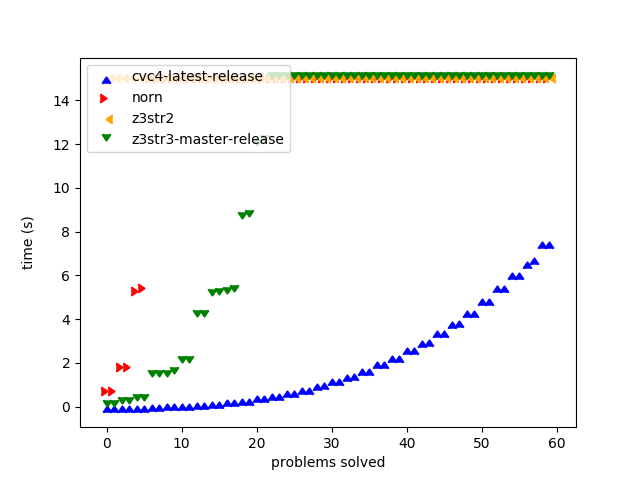 cvc4-latest-release
norn
z3str2
z3str3-master-release
14
12
10
8
6
4
2
0
time (s)
0 10 20 30 40 50 60
problems solved